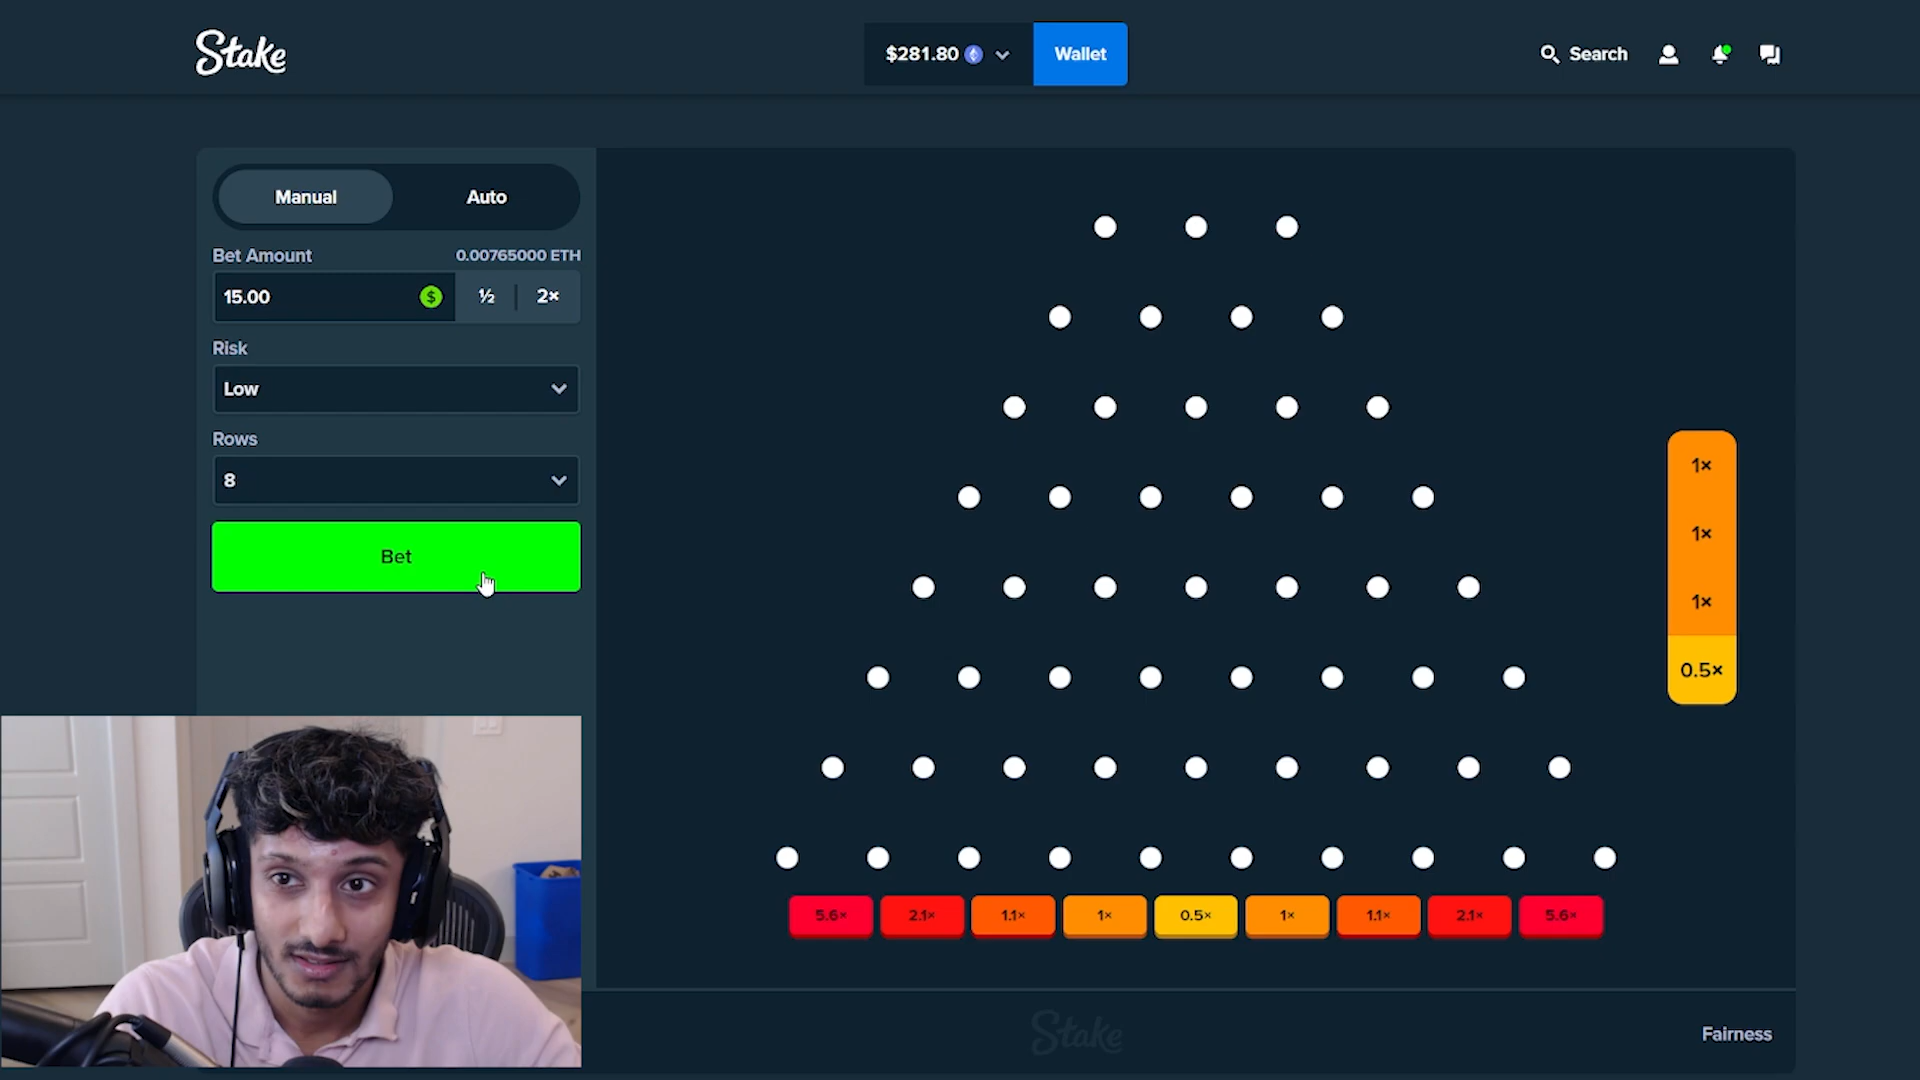 Stake
$281.80
Wallet
Search
Manual
Auto
Bet Amount
0.00765000 ETH
15.00
$
½
2×
Risk
Low
Rows
8
Bet
1×
1×
1×
0.5×
5.6×
2.1×
1.1×
1×
0.5×
1×
1.1×
2.1×
5.6×
Stake
Fairness